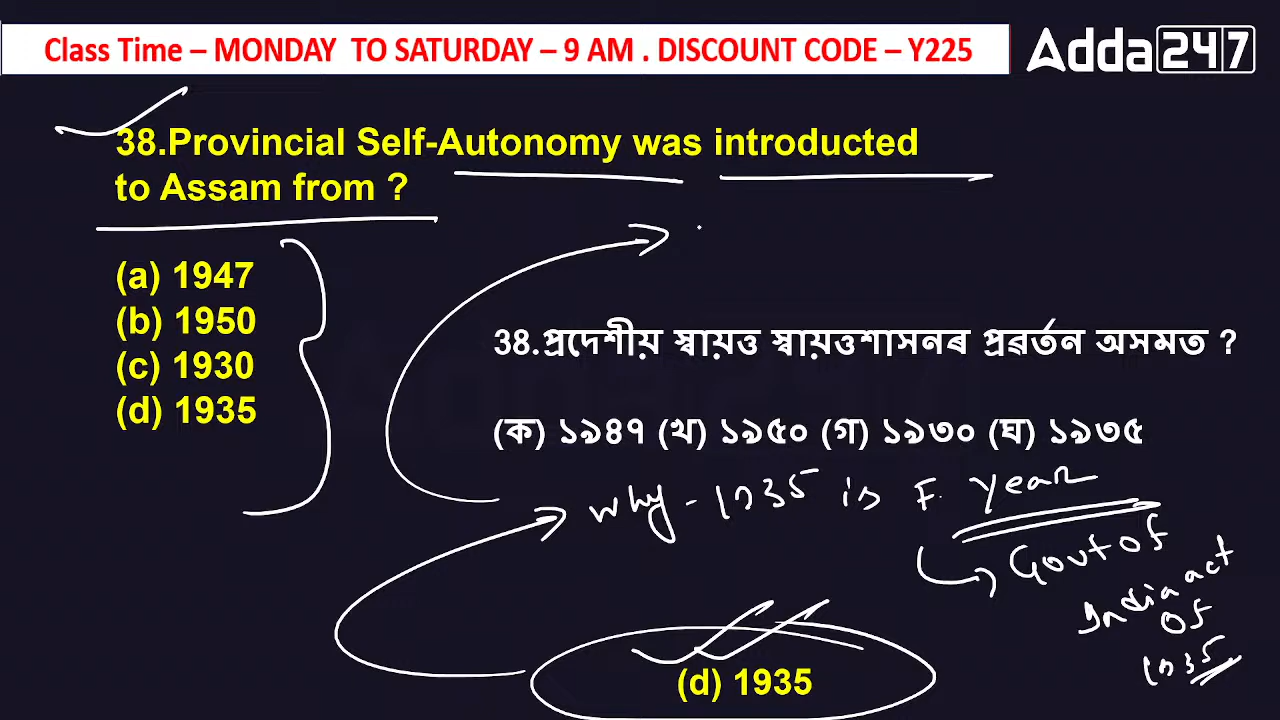 Class Time – MONDAY TO SATURDAY – 9 AM . DISCOUNT CODE – Y225
Adda247
38.Provincial Self-Autonomy was introducted
to Assam from ?
(a) 1947
(b) 1950
(c) 1930
(d) 1935
38.প্ৰদেশীয় স্বায়ত্ত স্বায়ত্তশাসনৰ প্ৰৱৰ্তন অসমত ?
(ক) ১৯৪৭ (খ) ১৯৫০ (গ) ১৯৩০ (ঘ) ১৯৩৫
Why - 1935 is F. Year
Govt of
India act
of
1935
(d) 1935